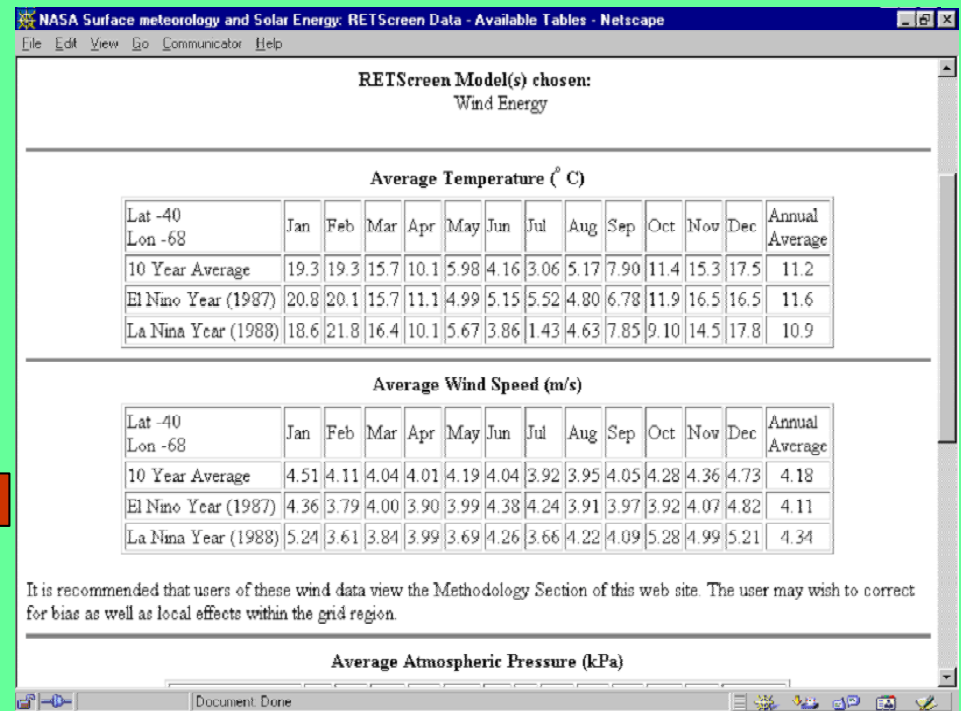 NASA Surface meteorology and Solar Energy: RETScreen Data - Available Tables - Netscape
File Edit View Go Communicator Help
RETScreen Model(s) chosen:
Wind Energy
Average Temperature (° C)
Lat -40 Lon -68 Jan Feb Mar Apr May Jun Jul Aug Sep Oct Nov Dec Annual Average
10 Year Average 19.3 19.3 15.7 10.1 5.98 4.16 3.06 5.17 7.90 11.4 15.3 17.5 11.2
El Nino Year (1987) 20.8 20.1 15.7 11.1 4.99 5.15 5.52 4.80 6.78 11.9 16.5 16.5 11.6
La Nina Year (1988) 18.6 21.8 16.4 10.1 5.67 3.86 1.43 4.63 7.85 9.10 14.5 17.8 10.9
Average Wind Speed (m/s)
Lat -40 Lon -68 Jan Feb Mar Apr May Jun Jul Aug Sep Oct Nov Dec Annual Average
10 Year Average 4.51 4.11 4.04 4.01 4.19 4.04 3.92 3.95 4.05 4.28 4.36 4.73 4.18
El Nino Year (1987) 4.36 3.79 4.00 3.90 3.99 4.38 4.24 3.91 3.97 3.92 4.07 4.82 4.11
La Nina Year (1988) 5.24 3.61 3.84 3.99 3.69 4.26 3.66 4.22 4.09 5.28 4.99 5.21 4.34
It is recommended that users of these wind data view the Methodology Section of this web site. The user may wish to correct
for bias as well as local effects within the grid region.
Average Atmospheric Pressure (kPa)
Document Done